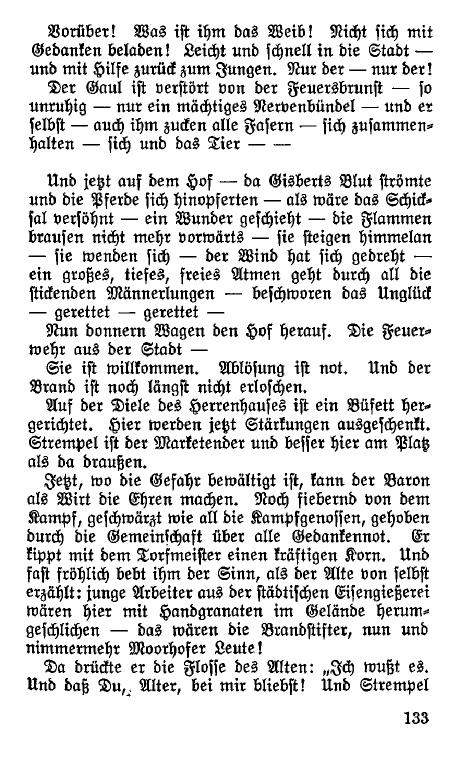 Vorüber! Was ist ihm das Weib! Nicht sich mit
Gedanken beladen! Leicht und schnell in die Stadt —
und mit Hilfe zurück zum Jungen. Nur der — nur der!
Der Gaul ist verstört von der Feuersbrunst — so
unruhig — nur ein mächtiges Nervenbündel — und er
selbst — auch ihm zucken alle Fasern — sich zusammen-
halten — sich und das Tier — —
Und jetzt auf dem Hof — da Gisberts Blut strömte
und die Pferde sich hinopferten — als wäre das Schick-
sal versöhnt — ein Wunder geschieht — die Flammen
brausen nicht mehr vorwärts — sie steigen himmelan
— sie wenden sich — der Wind hat sich gedreht —
ein großes, tiefes, freies Atmen geht durch all die
stickenden Männerlungen — beschworen das Unglück
— gerettet — gerettet —
Nun donnern Wagen den Hof herauf. Die Feuer-
wehr aus der Stadt —
Sie ist willkommen. Ablösung ist not. Und der
Brand ist noch längst nicht erloschen.
Auf der Diele des Herrenhauses ist ein Büfett her-
gerichtet. Hier werden jetzt Stärkungen ausgeschenkt.
Strempel ist der Marketender und besser hier am Platz
als da draußen.
Jetzt, wo die Gefahr bewältigt ist, kann der Baron
als Wirt die Ehren machen. Noch fiebernd von dem
Kampf, geschwärzt wie all die Kampfgenossen, gehoben
durch die Gemeinschaft über alle Gedankennot. Er
kippt mit dem Torfmeister einen kräftigen Korn. Und
fast fröhlich bebt ihm der Sinn, als der Alte von selbst
erzählt: junge Arbeiter aus der städtischen Eisengießerei
wären hier mit Handgranaten im Gelände herum-
geschlichen — das wären die Brandstifter, nun und
nimmermehr Moorhofer Leute!
Da drückte er die Flosse des Alten: „Ich wußt es.
Und daß Du, Alter, bei mir bliebst! Und Strempel
133